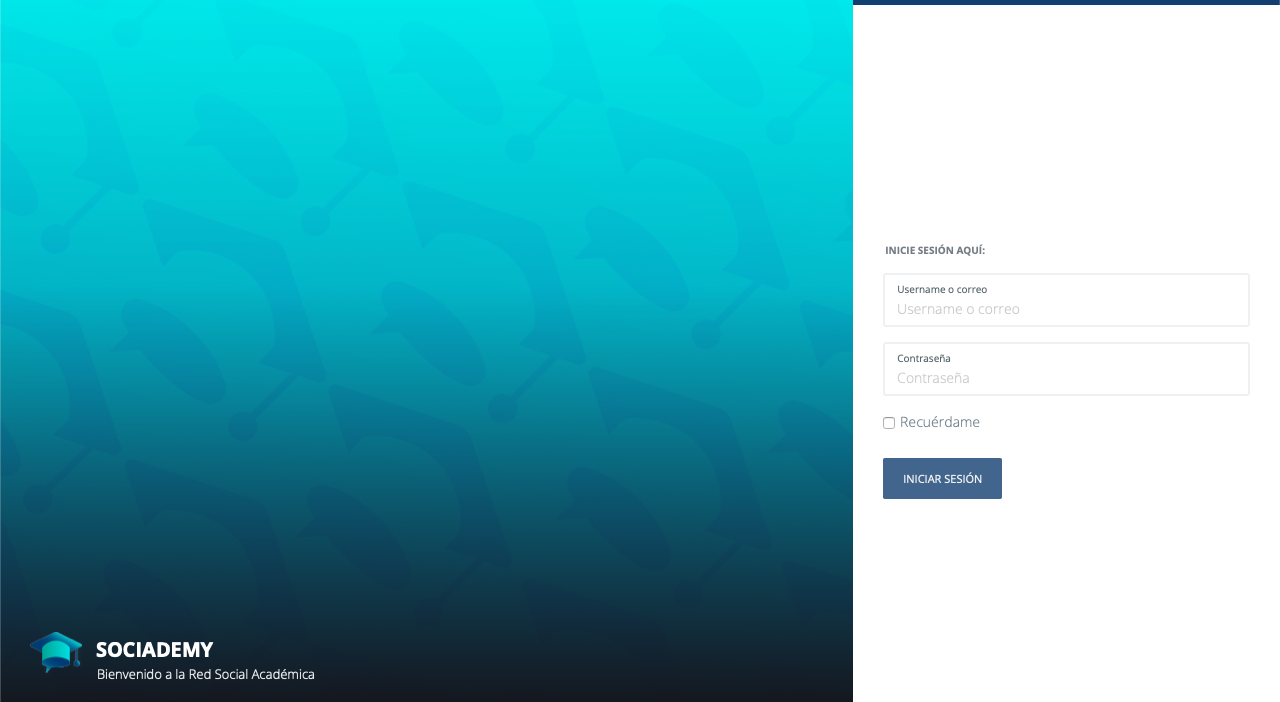 INICIE SESIÓN AQUÍ:
Username o correo
Username o correo
Contraseña
Contraseña
Recuérdame
INICIAR SESIÓN
SOCIADEMY
Bienvenido a la Red Social Académica